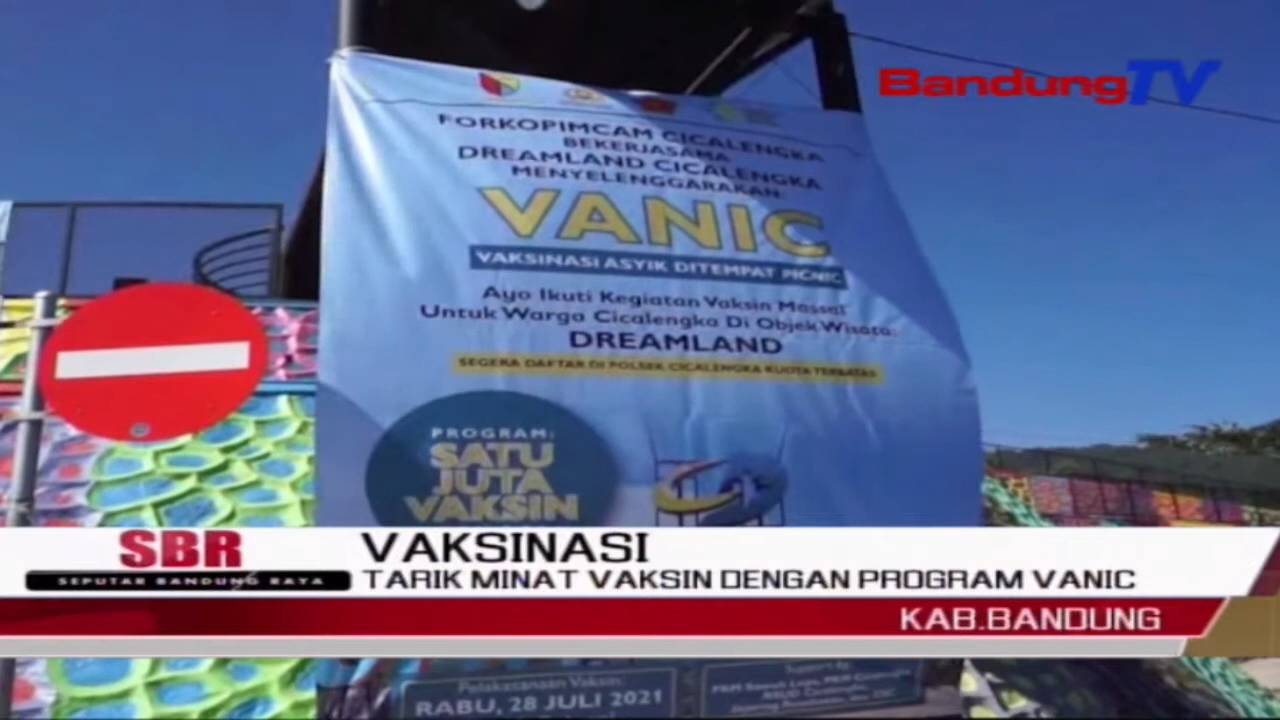 BandungTV
FORKOPIMCAM CICALENGKA
BEKERJASAMA
DREAMLAND CICALENGKA
MENYELENGGARAKAN:
VANIC
VAKSINASI ASYIK DITEMPAT PICNIC
Ayo Ikuti Kegiatan Vaksin Massal
Untuk Warga Cicalengka Di Objek Wisata:
DREAMLAND
SEGERA DAFTAR DI POLSEK CICALENGKA KUOTA TERBATAS
PROGRAM:
SATU
JUTA
VAKSIN
SBR
SEPUTAR BANDUNG RAYA
VAKSINASI
TARIK MINAT VAKSIN DENGAN PROGRAM VANIC
KAB.BANDUNG
Pelaksanaan Vaksin:
RABU, 28 JULI 2021
Support by: